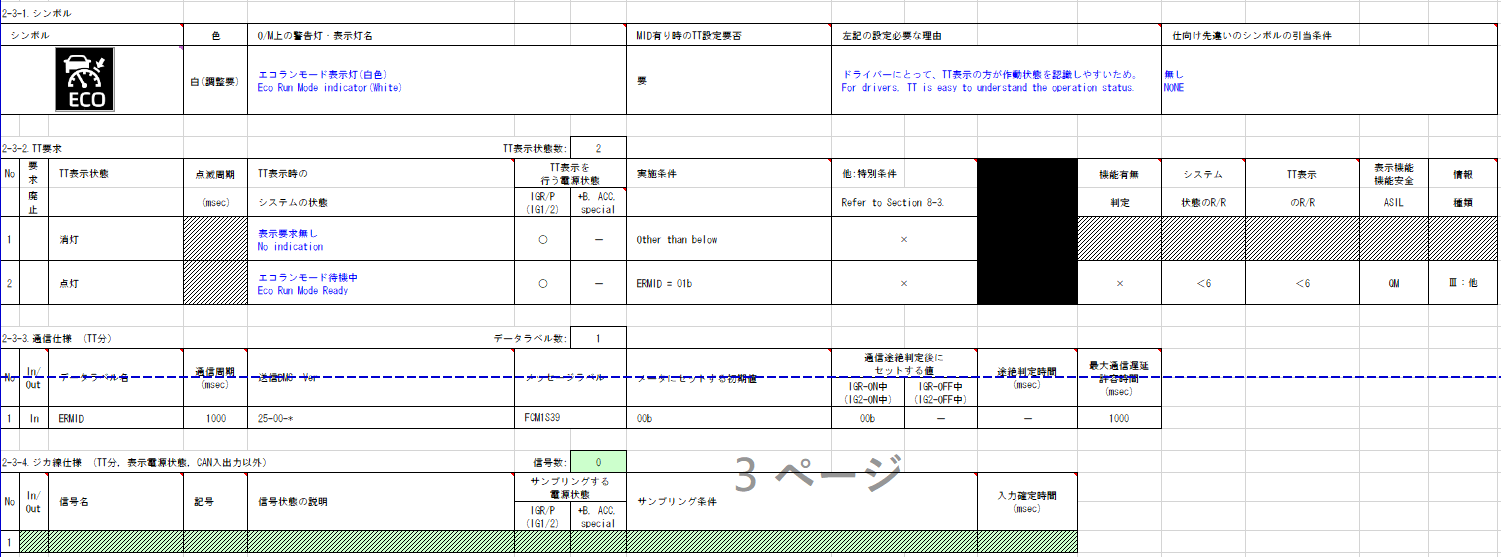 2-3-1.シンボル
シンボル 色 O/M上の警告灯・表示灯名 MID有り時のTT設定要否 左記の設定必要な理由 仕向け先違いのシンボルの引当条件
ECO
白(調整要)
エコランモード表示灯(白色)
Eco Run Mode indicator(White)
要
ドライバーにとって、TT表示の方が作動状態を認識しやすいため。
For drivers, TT is easy to understand the operation status.
無し
NONE
2-3-2.TT要求 TT表示状態数: 2
No 要求廃止 TT表示状態 点滅周期 (msec) TT表示時の システムの状態 TT表示を 行う電源状態 実施条件 他:特別条件 機能有無 判定 システム 状態のR/R TT表示 のR/R 表示機能 機能安全 ASIL 情報 種類
IGR/P (IG1/2) +B, ACC, special Refer to Section 8-3.
1 消灯 表示要求無し ○ － Other than below ×
No indication
2 点灯 エコランモード待機中 ○ － ERMID = 01b × × <6 <6 QM Ⅲ:他
Eco Run Mode Ready
2-3-3.通信仕様 (TT分) データラベル数: 1
No In/Out データラベル名 通信周期 (msec) 送信DMC Ver メッセージラベル メータにセットする初期値 通信途絶判定後に セットする値 途絶判定時間 (msec) 最大通信遅延 許容時間 (msec)
IGR-ON中 (IG2-ON中) IGR-OFF中 (IG2-OFF中)
1 In ERMID 1000 25-00-* FCM1S39 00b 00b － － 1000
2-3-4.ジカ線仕様 (TT分, 表示電源状態, CAN入出力以外) 信号数: 0
3 ページ
No In/Out 信号名 記号 信号状態の説明 サンプリングする 電源状態 サンプリング条件 入力確定時間 (msec)
IGR/P (IG1/2) +B, ACC, special
1